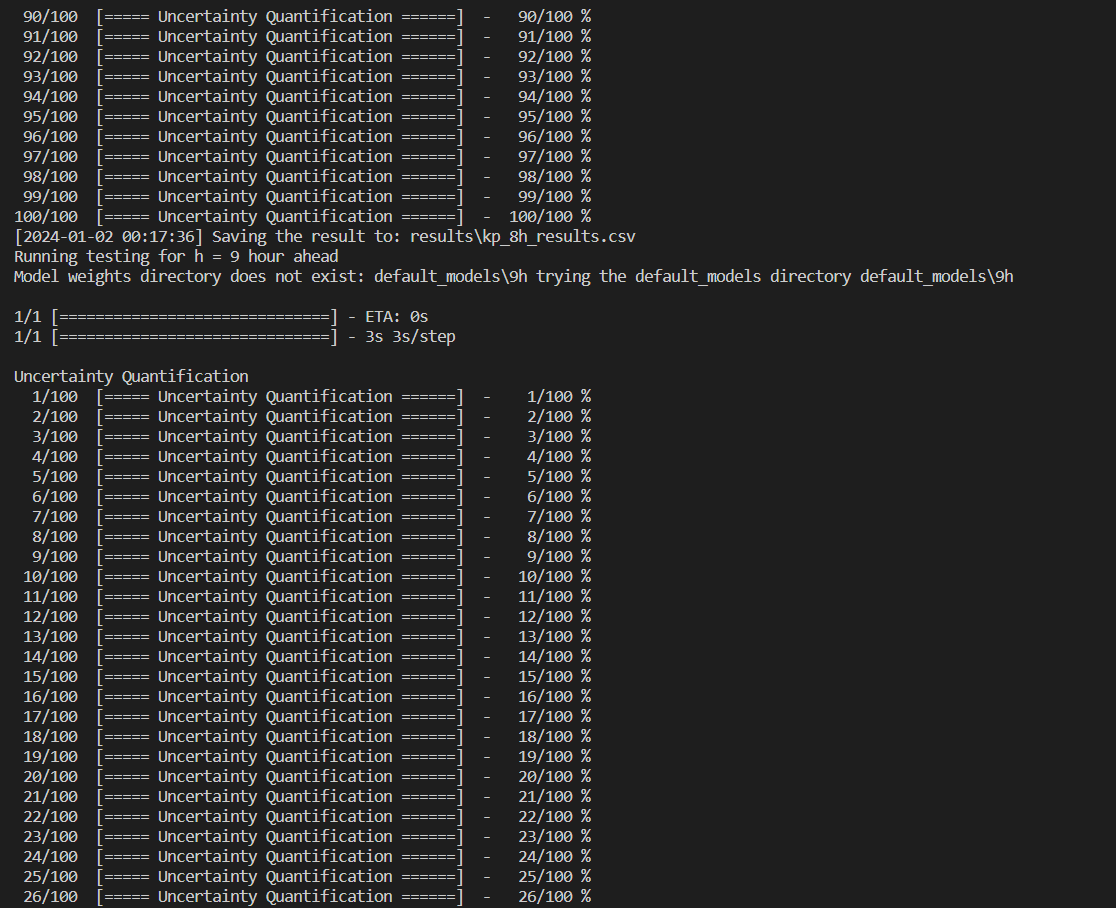 90/100 [===== Uncertainty Quantification ======] - 90/100 %
91/100 [===== Uncertainty Quantification ======] - 91/100 %
92/100 [===== Uncertainty Quantification ======] - 92/100 %
93/100 [===== Uncertainty Quantification ======] - 93/100 %
94/100 [===== Uncertainty Quantification ======] - 94/100 %
95/100 [===== Uncertainty Quantification ======] - 95/100 %
96/100 [===== Uncertainty Quantification ======] - 96/100 %
97/100 [===== Uncertainty Quantification ======] - 97/100 %
98/100 [===== Uncertainty Quantification ======] - 98/100 %
99/100 [===== Uncertainty Quantification ======] - 99/100 %
100/100 [===== Uncertainty Quantification ======] - 100/100 %
[2024-01-02 00:17:36] Saving the result to: results\kp_8h_results.csv
Running testing for h = 9 hour ahead
Model weights directory does not exist: default_models\9h trying the default_models directory default_models\9h
1/1 [==============================] - ETA: 0s
1/1 [==============================] - 3s 3s/step
Uncertainty Quantification
1/100 [===== Uncertainty Quantification ======] - 1/100 %
2/100 [===== Uncertainty Quantification ======] - 2/100 %
3/100 [===== Uncertainty Quantification ======] - 3/100 %
4/100 [===== Uncertainty Quantification ======] - 4/100 %
5/100 [===== Uncertainty Quantification ======] - 5/100 %
6/100 [===== Uncertainty Quantification ======] - 6/100 %
7/100 [===== Uncertainty Quantification ======] - 7/100 %
8/100 [===== Uncertainty Quantification ======] - 8/100 %
9/100 [===== Uncertainty Quantification ======] - 9/100 %
10/100 [===== Uncertainty Quantification ======] - 10/100 %
11/100 [===== Uncertainty Quantification ======] - 11/100 %
12/100 [===== Uncertainty Quantification ======] - 12/100 %
13/100 [===== Uncertainty Quantification ======] - 13/100 %
14/100 [===== Uncertainty Quantification ======] - 14/100 %
15/100 [===== Uncertainty Quantification ======] - 15/100 %
16/100 [===== Uncertainty Quantification ======] - 16/100 %
17/100 [===== Uncertainty Quantification ======] - 17/100 %
18/100 [===== Uncertainty Quantification ======] - 18/100 %
19/100 [===== Uncertainty Quantification ======] - 19/100 %
20/100 [===== Uncertainty Quantification ======] - 20/100 %
21/100 [===== Uncertainty Quantification ======] - 21/100 %
22/100 [===== Uncertainty Quantification ======] - 22/100 %
23/100 [===== Uncertainty Quantification ======] - 23/100 %
24/100 [===== Uncertainty Quantification ======] - 24/100 %
25/100 [===== Uncertainty Quantification ======] - 25/100 %
26/100 [===== Uncertainty Quantification ======] - 26/100 %